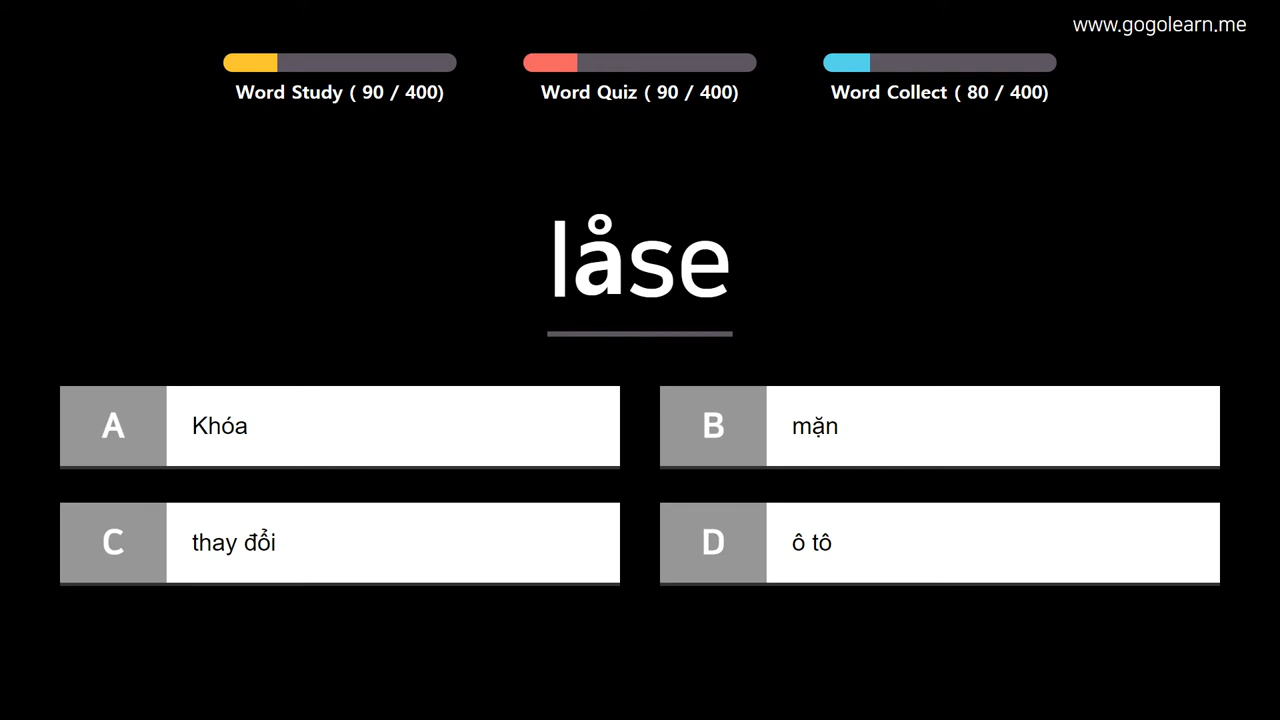 www.gogolearn.me
Word Study ( 90 / 400)
Word Quiz ( 90 / 400)
Word Collect ( 80 / 400)
låse
A Khóa
B mặn
C thay đổi
D ô tô